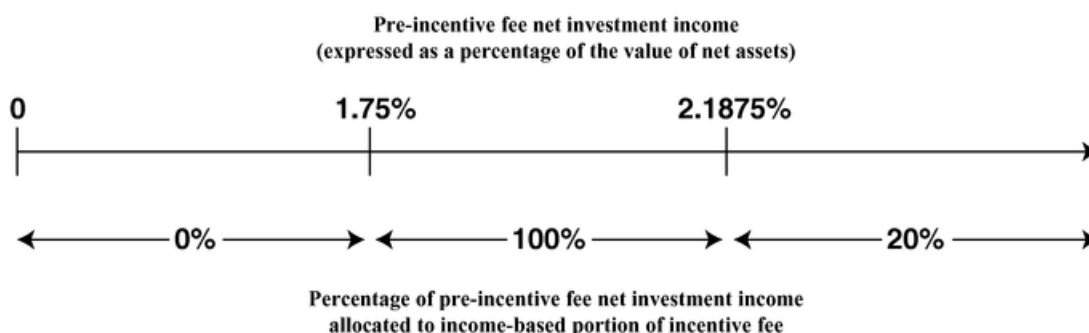 Pre-incentive fee net investment income
(expressed as a percentage of the value of net assets)
0 1.75% 2.1875%
0% 100% 20%
Percentage of pre-incentive fee net investment income
allocated to income-based portion of incentive fee